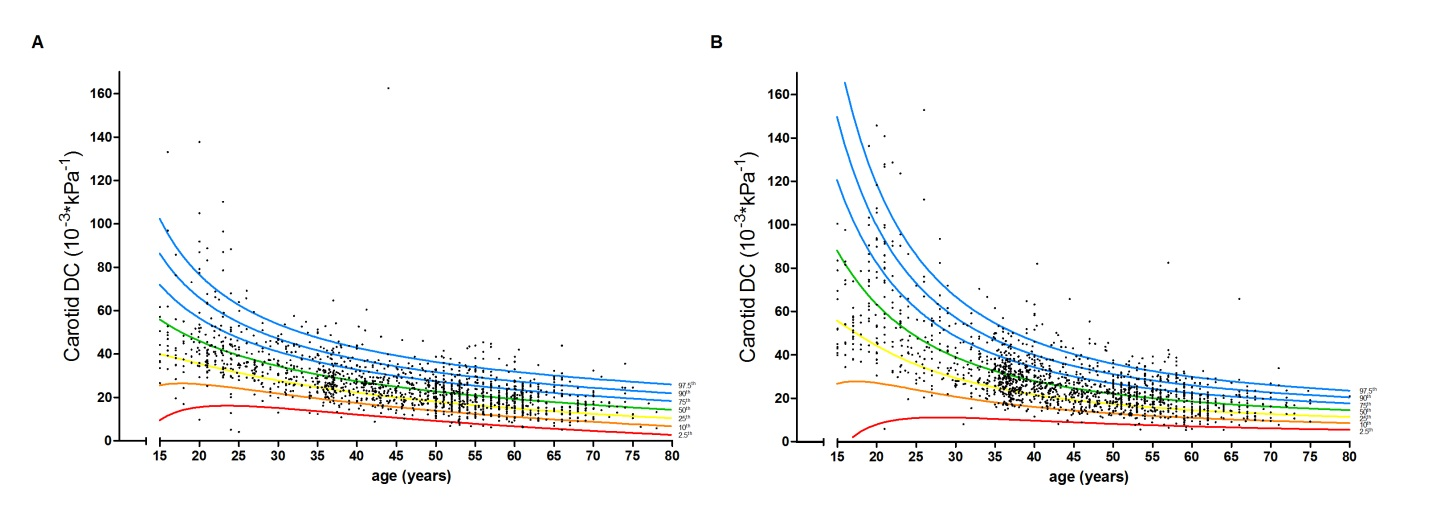 A
B
Carotid DC (10-3*kPa-1)
160
140
120
100
80
60
40
20
0
15 20 25 30 35 40 45 50 55 60 65 70 75 80
age (years)
97.5th
90th
75th
50th
25th
10th
2.5th
Carotid DC (10-3*kPa-1)
160
140
120
100
80
60
40
20
0
15 20 25 30 35 40 45 50 55 60 65 70 75 80
age (years)
97.5th
90th
75th
50th
25th
10th
2.5th